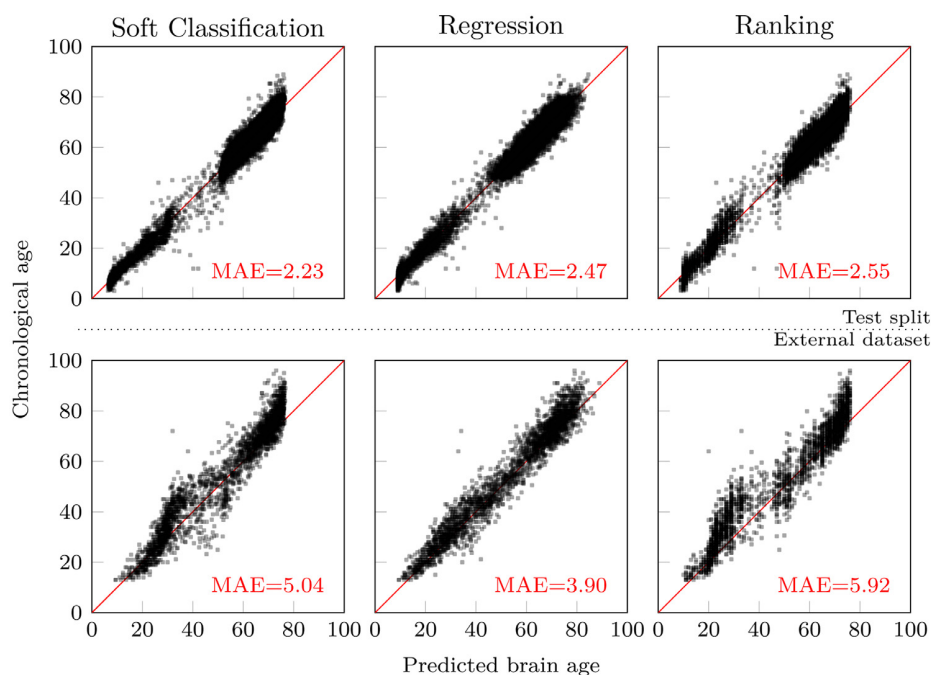 Soft Classification Regression Ranking
100
80
60
40
20
0
MAE=2.23 MAE=2.47 MAE=2.55
Test split
External dataset
Chronological age
100
80
60
40
20
0
MAE=5.04 MAE=3.90 MAE=5.92
0 20 40 60 80 100 0 20 40 60 80 100 0 20 40 60 80 100
Predicted brain age